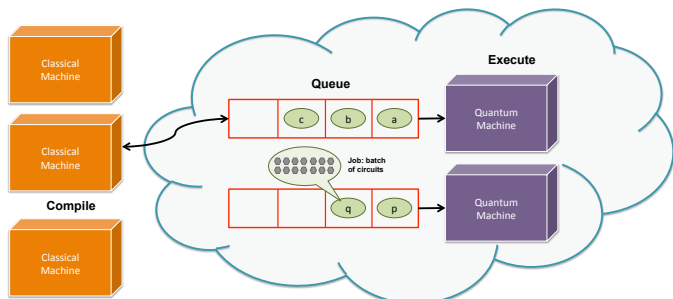 Classical
Machine
Classical
Machine
Compile
Classical
Machine
Queue
c b a
Job: batch
of circuits
q p
Execute
Quantum
Machine
Quantum
Machine